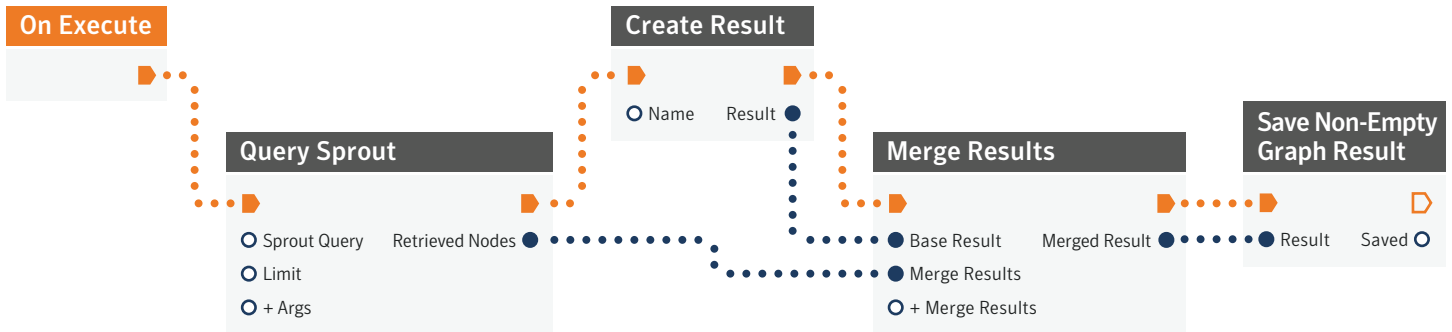 On Execute
Query Sprout
Sprout Query Retrieved Nodes
Limit
+ Args
Create Result
Name Result
Merge Results
Base Result Merged Result
Merge Results
+ Merge Results
Save Non-Empty
Graph Result
Result Saved